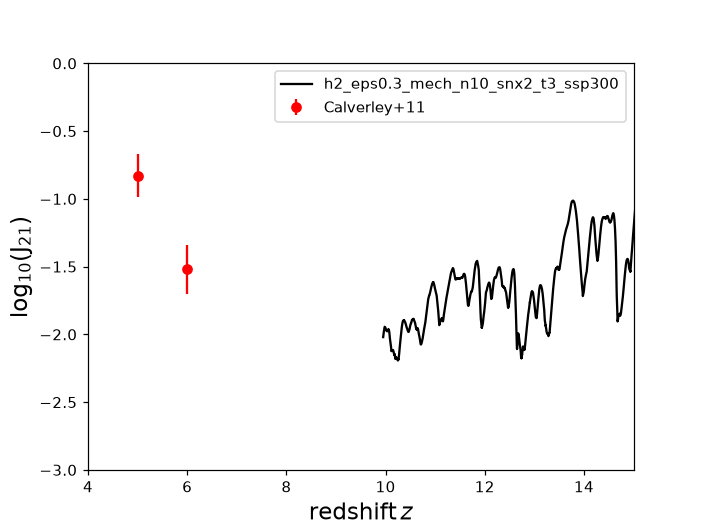 0.0
−0.5
−1.0
−1.5
−2.0
−2.5
−3.0
log₁₀(J₂₁)
h2_eps0.3_mech_n10_snx2_t3_ssp300
Calverley+11
4 6 8 10 12 14
redshift z